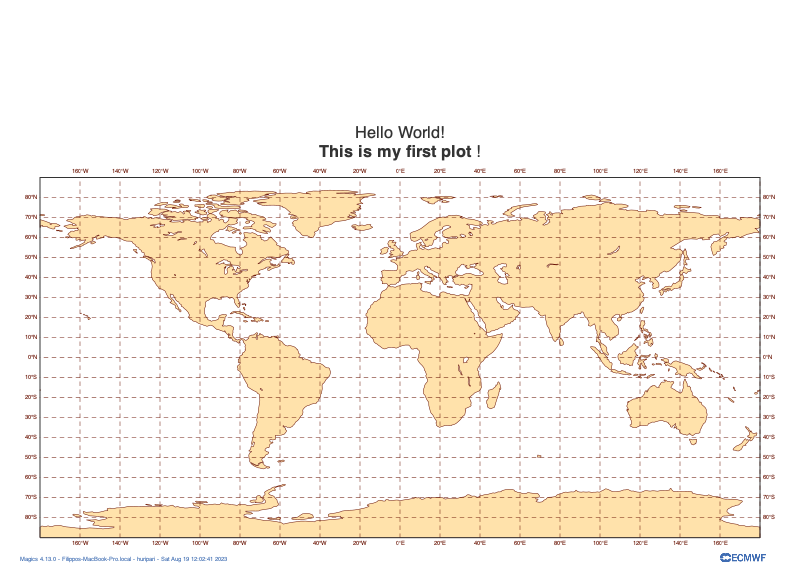 Hello World!
This is my first plot !
160°W 140°W 120°W 100°W 80°W 60°W 40°W 20°W 0°E 20°E 40°E 60°E 80°E 100°E 120°E 140°E 160°E
80°N 80°N
70°N 70°N
60°N 60°N
50°N 50°N
40°N 40°N
30°N 30°N
20°N 20°N
10°N 10°N
0°N 0°N
10°S 10°S
20°S 20°S
30°S 30°S
40°S 40°S
50°S 50°S
60°S 60°S
70°S 70°S
80°S 80°S
160°W 140°W 120°W 100°W 80°W 60°W 40°W 20°W 0°E 20°E 40°E 60°E 80°E 100°E 120°E 140°E 160°E
Magics 4.13.0 - Filippos-MacBook-Pro.local - huripari - Sat Aug 19 12:02:41 2023
ECMWF